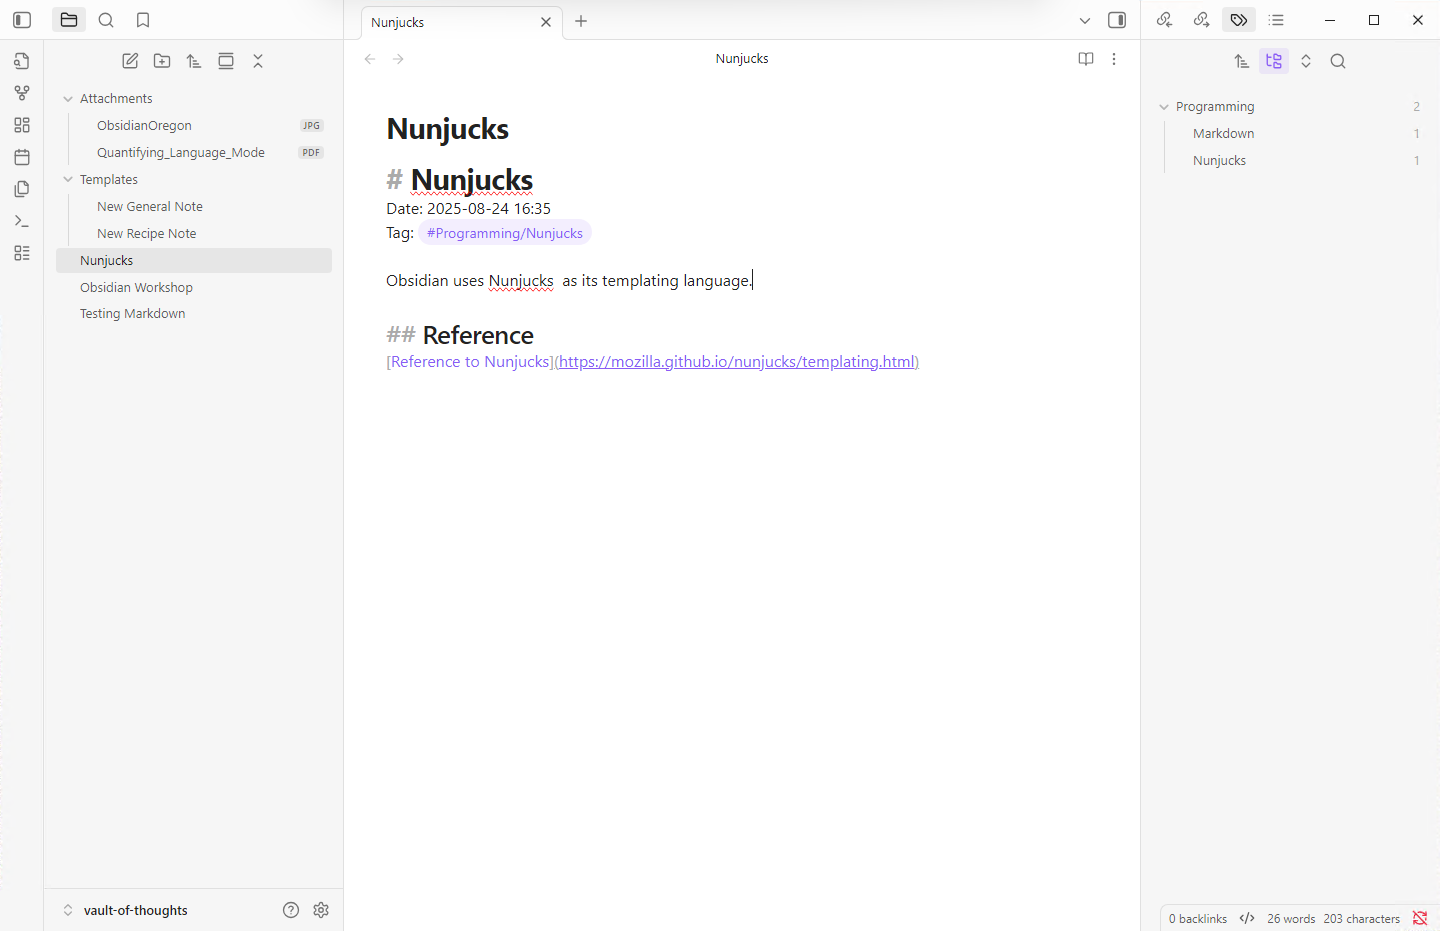 Nunjucks
Nunjucks
Attachments
ObsidianOregon JPG
Quantifying_Language_Mode PDF
Templates
New General Note
New Recipe Note
Nunjucks
Obsidian Workshop
Testing Markdown
vault-of-thoughts
Nunjucks
# Nunjucks
Date: 2025-08-24 16:35
Tag: #Programming/Nunjucks
Obsidian uses Nunjucks  as its templating language.
## Reference
[Reference to Nunjucks](https://mozilla.github.io/nunjucks/templating.html)
Programming 2
Markdown 1
Nunjucks 1
0 backlinks </> 26 words 203 characters